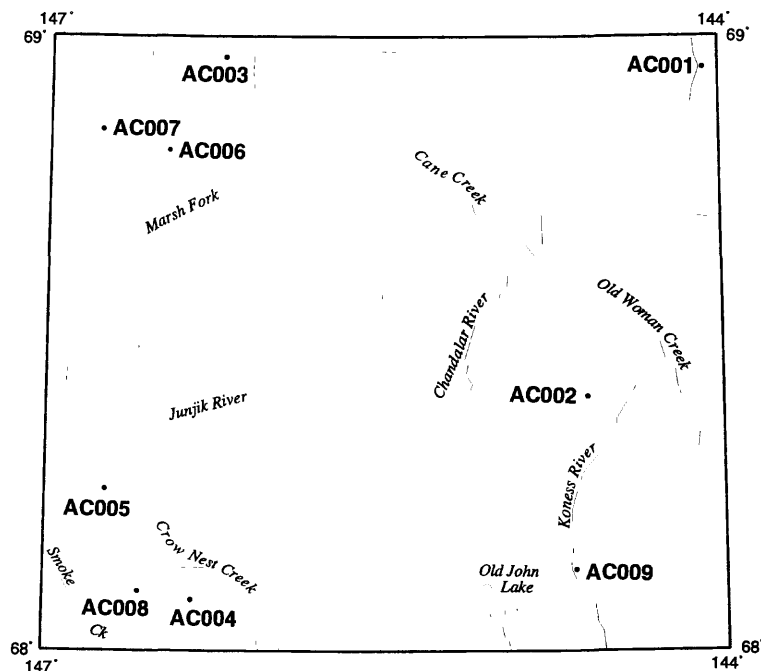 147°
144°
69°
69°
AC003
AC001
AC007
AC006
Cane Creek
Marsh Fork
Old Woman Creek
Chandalar River
AC002
Junjik River
Koness River
AC005
Crow Nest Creek
Smoke
Ck
Old John
Lake
AC009
AC008
AC004
68°
68°
147°
144°